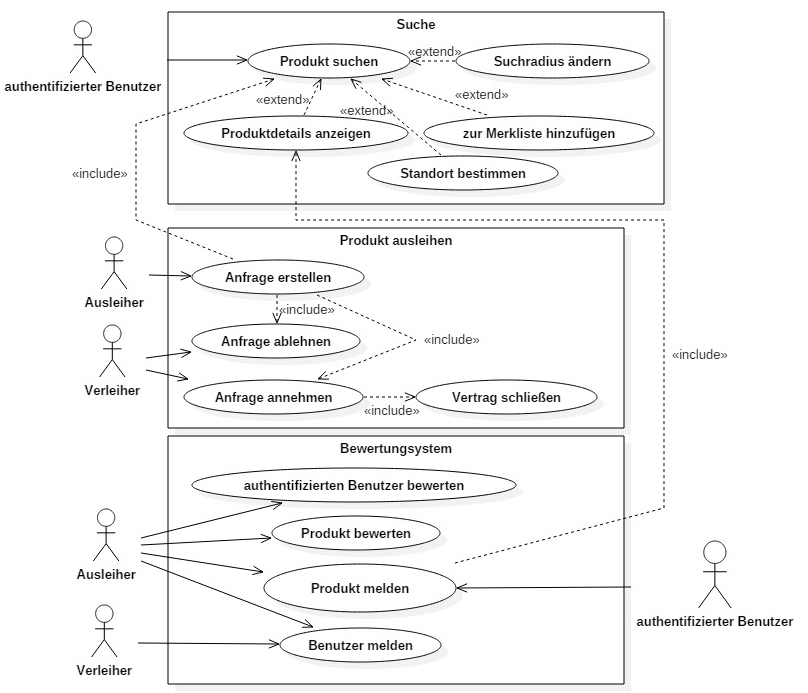 Suche
authentifizierter Benutzer
Produkt suchen
«extend»
Suchradius ändern
«extend»
«extend»
«extend»
Produktdetails anzeigen
zur Merkliste hinzufügen
«include»
Standort bestimmen
Produkt ausleihen
Ausleiher
Anfrage erstellen
«include»
Verleiher
Anfrage ablehnen
«include»
«include»
Anfrage annehmen
«include»
Vertrag schließen
Bewertungsystem
authentifizierten Benutzer bewerten
Produkt bewerten
Ausleiher
Produkt melden
authentifizierter Benutzer
Benutzer melden
Verleiher